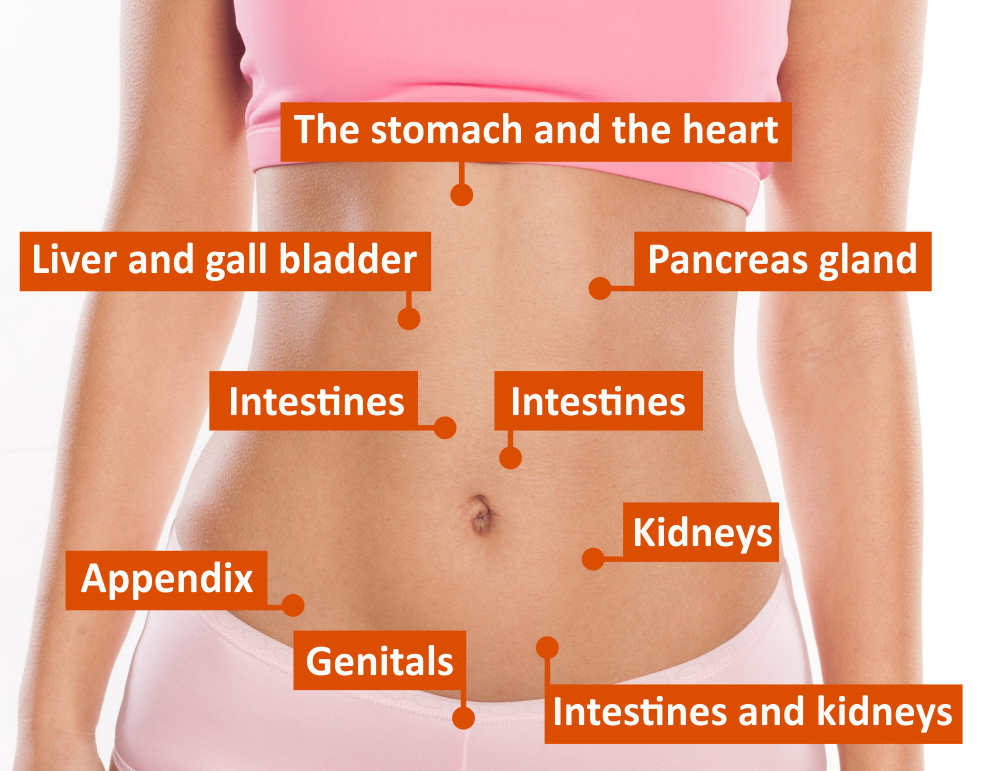 The stomach and the heart
Liver and gall bladder
Pancreas gland
Intestines
Intestines
Kidneys
Appendix
Genitals
Intestines and kidneys